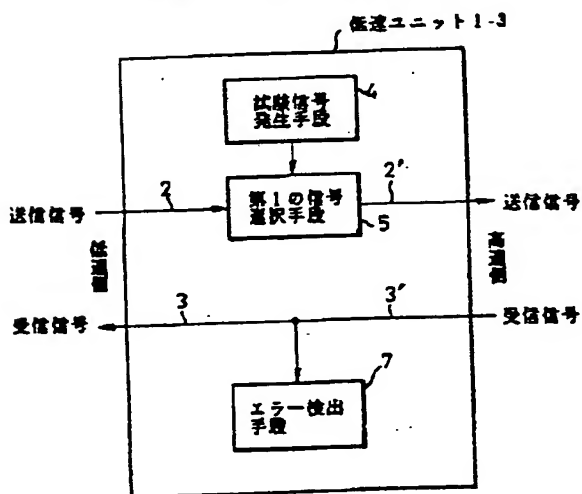 低速ユニット1-3
試験信号
発生手段
4
送信信号
2
第1の信号
選択手段
5
2'
送信信号
低速側
高速側
受信信号
3
3'
受信信号
エラー検出
手段
7